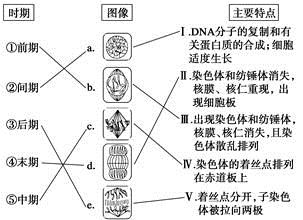 时期
图像
主要特点
①前期
②间期
③后期
④末期
⑤中期
a.
b.
c.
d.
e.
Ⅰ.DNA分子的复制和有
关蛋白质的合成;细胞
适度生长
Ⅱ.染色体和纺锤体消失,
核膜、核仁重现,出
现细胞板
Ⅲ.出现染色体和纺锤体,
核膜、核仁消失,且染
色体散乱排列
Ⅳ.染色体的着丝点排列
在赤道板上
Ⅴ.着丝点分开,子染色
体被拉向两极